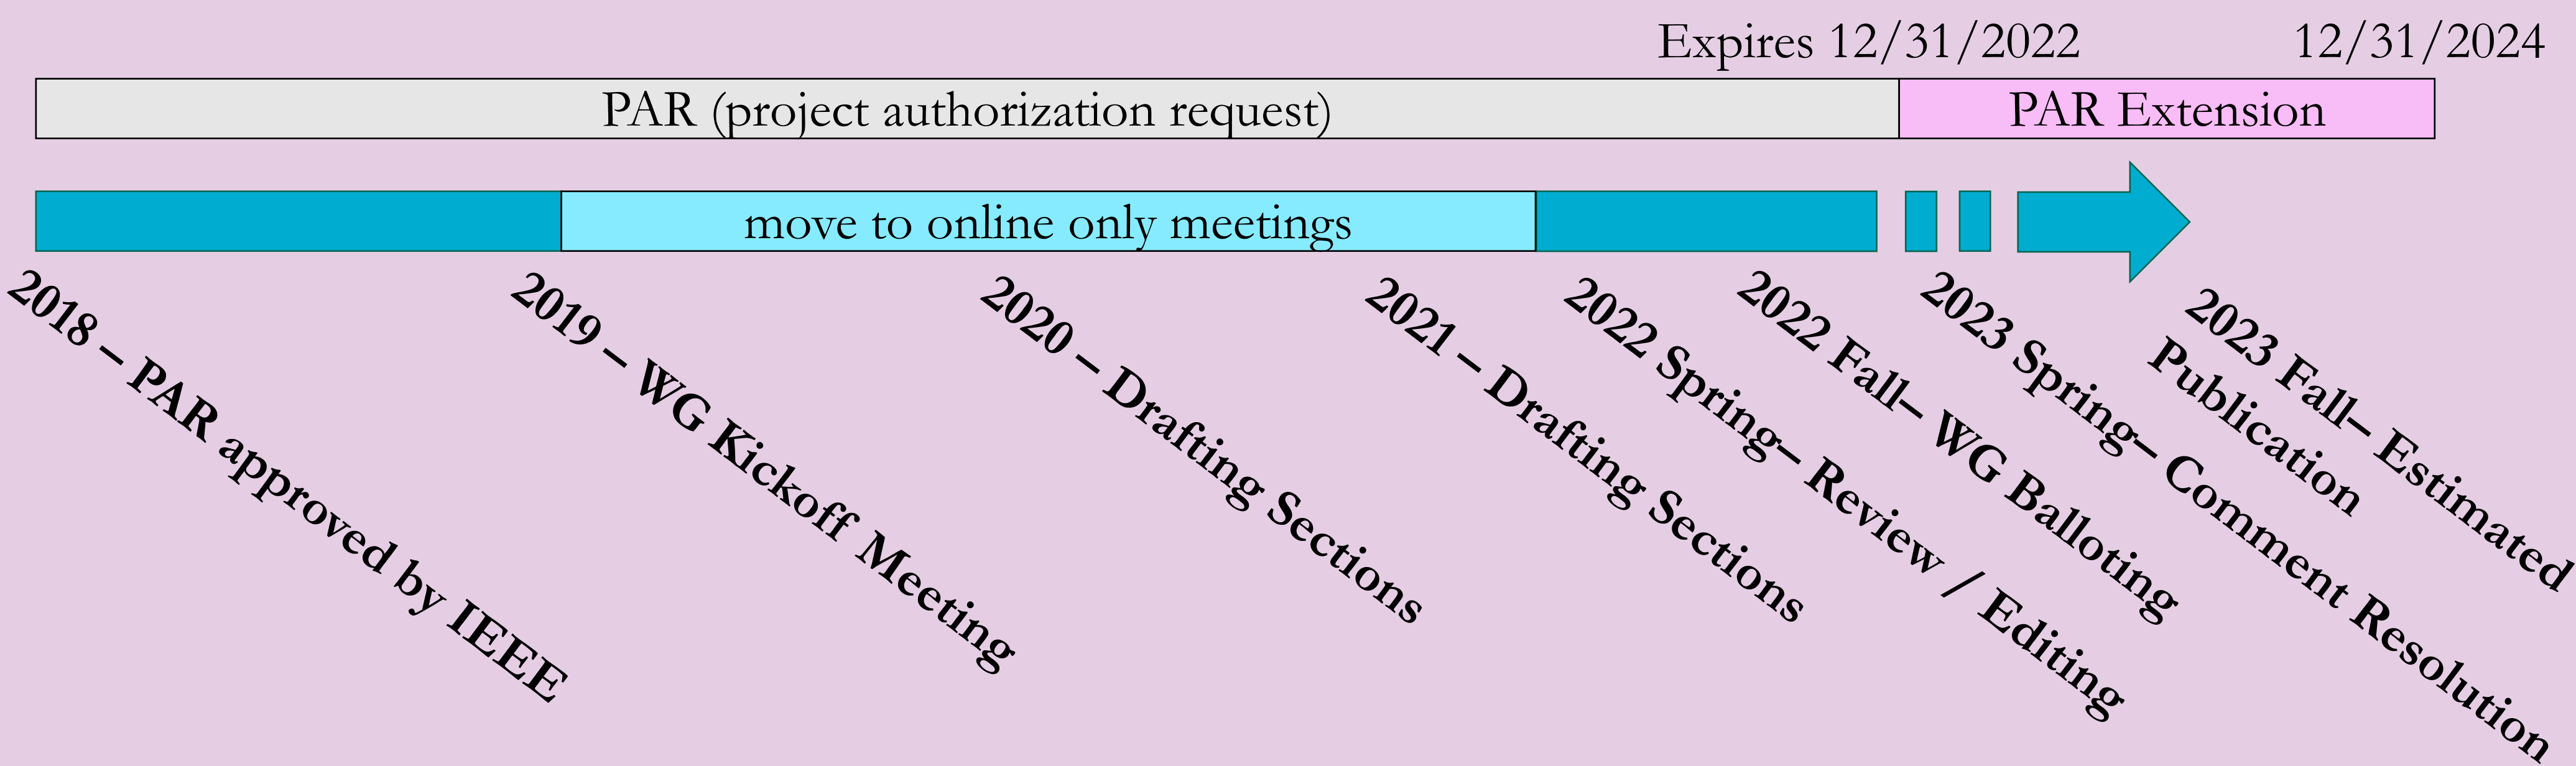 Expires 12/31/2022
12/31/2024
PAR (project authorization request)
PAR Extension
move to online only meetings
2018 – PAR approved by IEEE
2019 – WG Kickoff Meeting
2020 – Drafting Sections
2021 – Drafting Sections
2022 Spring– Review / Editing
2022 Fall– WG Balloting
2023 Spring– Comment Resolution
2023 Fall– Estimated
Publication